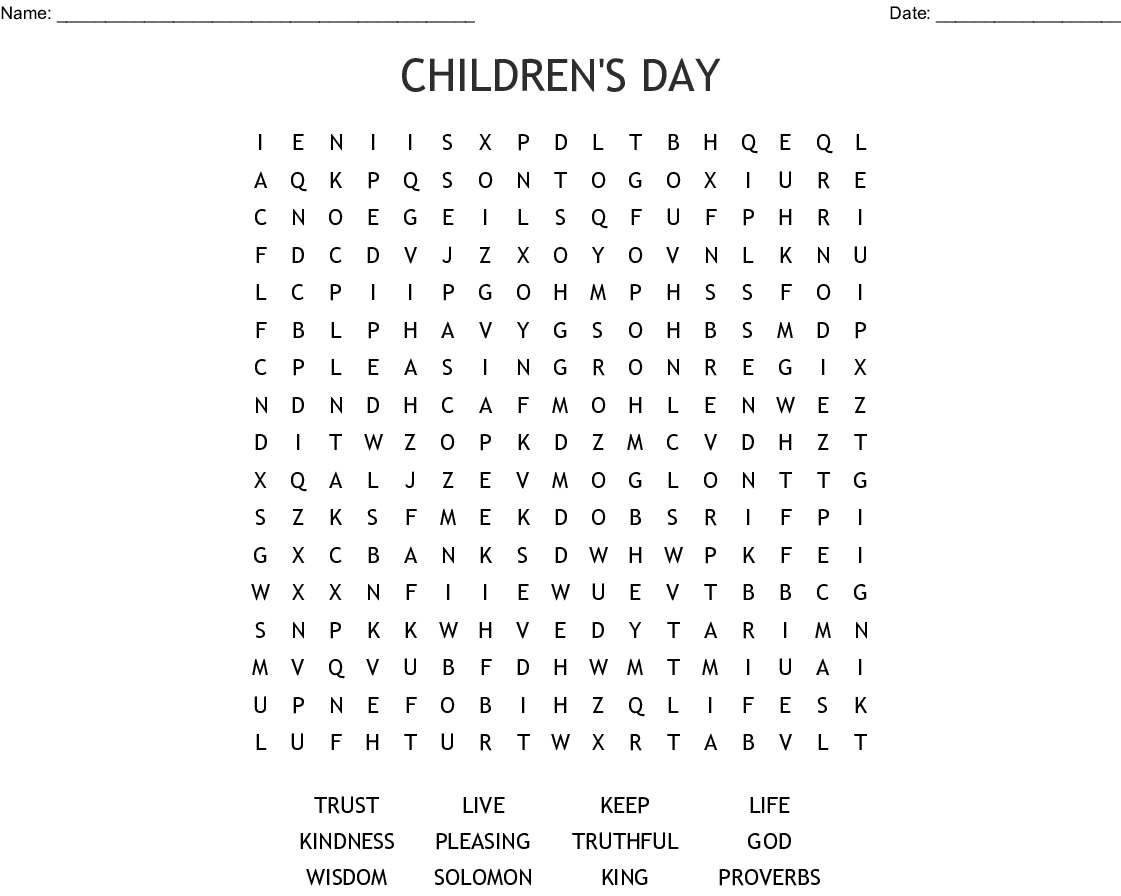 Name: ___________________________________________ Date: ___________________
CHILDREN'S DAY
I E N I I S X P D L T B H Q E Q L
A Q K P Q S O N T O G O X I U R E
C N O E G E I L S Q F U F P H R I
F D C D V J Z X O Y O V N L K N U
L C P I I P G O H M P H S S F O I
F B L P H A V Y G S O H B S M D P
C P L E A S I N G R O N R E G I X
N D N D H C A F M O H L E N W E Z
D I T W Z O P K D Z M C V D H Z T
X Q A L J Z E V M O G L O N T T G
S Z K S F M E K D O B S R I F P I
G X C B A N K S D W H W P K F E I
W X X N F I I E W U E V T B B C G
S N P K K W H V E D Y T A R I M N
M V Q V U B F D H W M T M I U A I
U P N E F O B I H Z Q L I F E S K
L U F H T U R T W X R T A B V L T
TRUST LIVE KEEP LIFE
KINDNESS PLEASING TRUTHFUL GOD
WISDOM SOLOMON KING PROVERBS